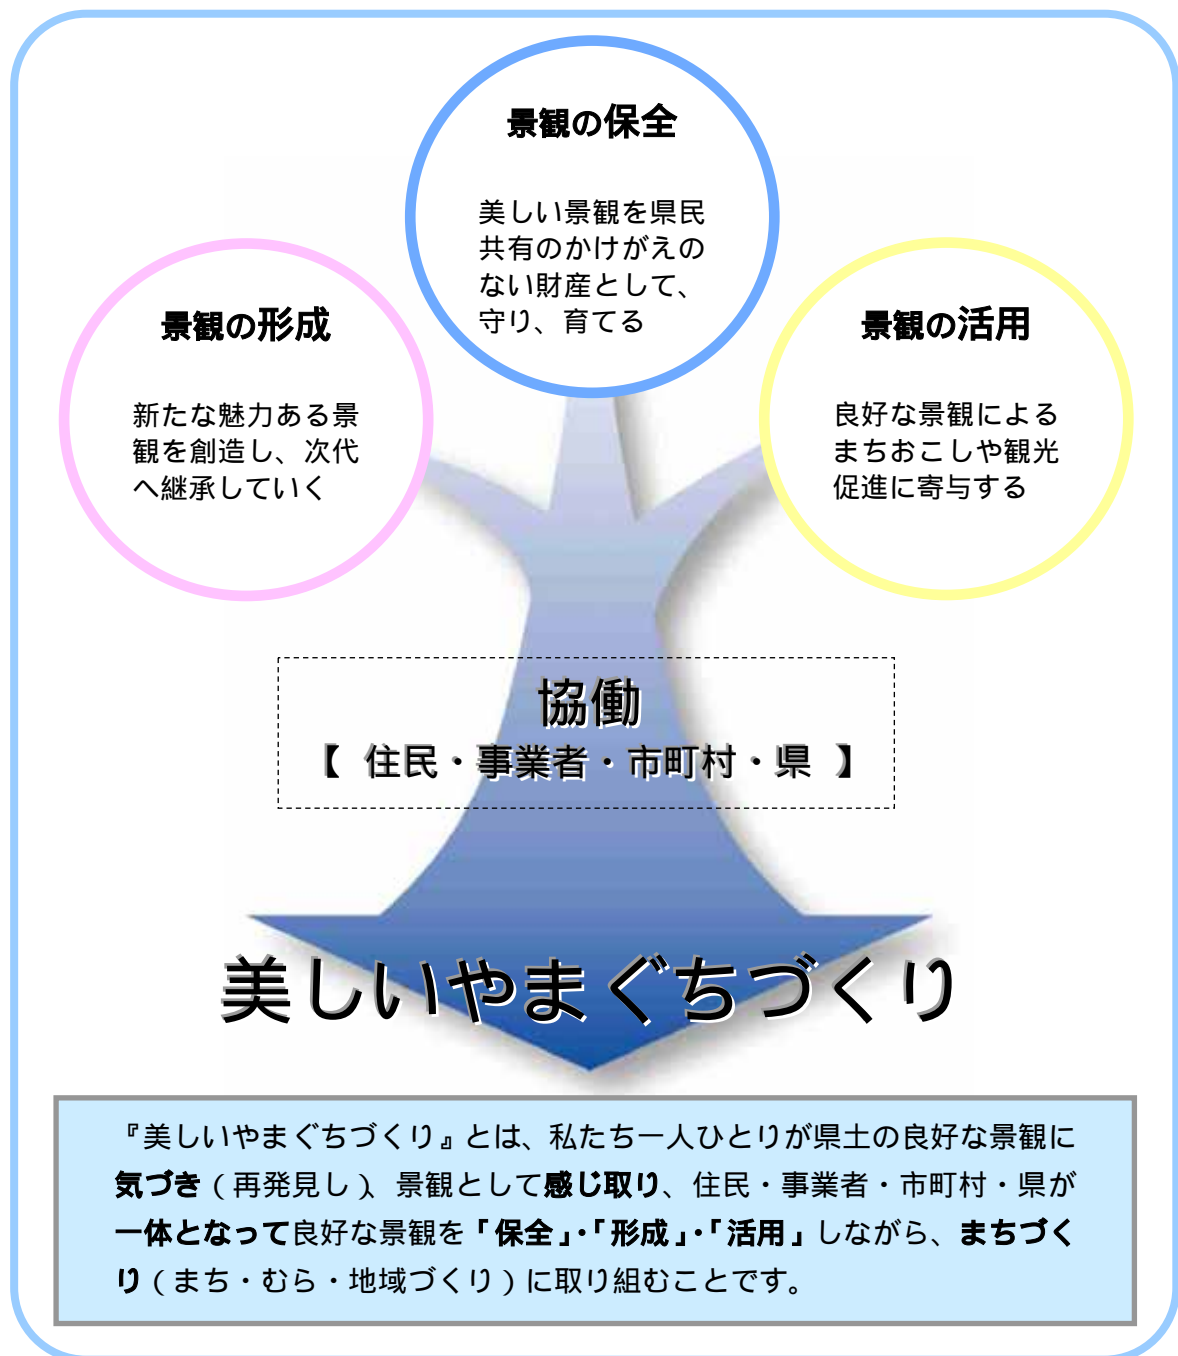 景観の保全
美しい景観を県民
共有のかけがえの
ない財産として、
守り、育てる
景観の形成
新たな魅力ある景
観を創造し、次代
へ継承していく
景観の活用
良好な景観による
まちおこしや観光
促進に寄与する
協働
【 住民・事業者・市町村・県 】
美しいやまぐちづくり
『美しいやまぐちづくり』とは、私たち一人ひとりが県土の良好な景観に
気づき（再発見し）、景観として感じ取り、住民・事業者・市町村・県が
一体となって良好な景観を「保全」・「形成」・「活用」しながら、まちづく
り（まち・むら・地域づくり）に取り組むことです。